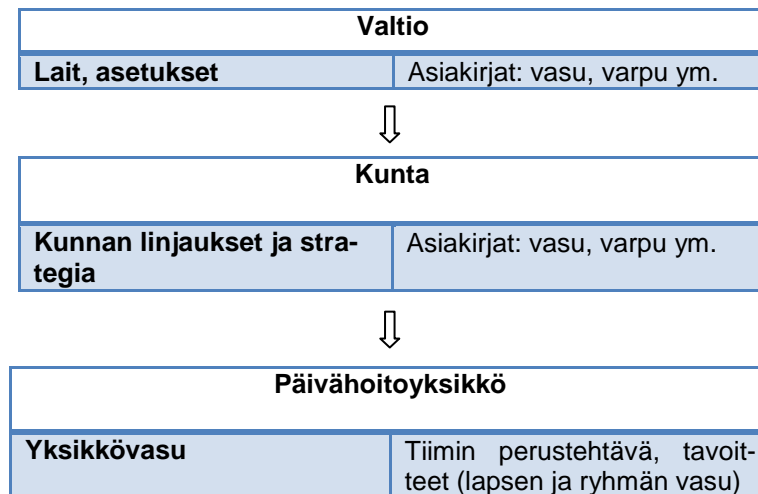 Valtio
Lait, asetukset
Asiakirjat: vasu, varpu ym.
Kunta
Kunnan linjaukset ja stra-
tegia
Asiakirjat: vasu, varpu ym.
Päivähoitoyksikkö
Yksikkövasu
Tiimin perustehtävä, tavoit-
teet (lapsen ja ryhmän vasu)